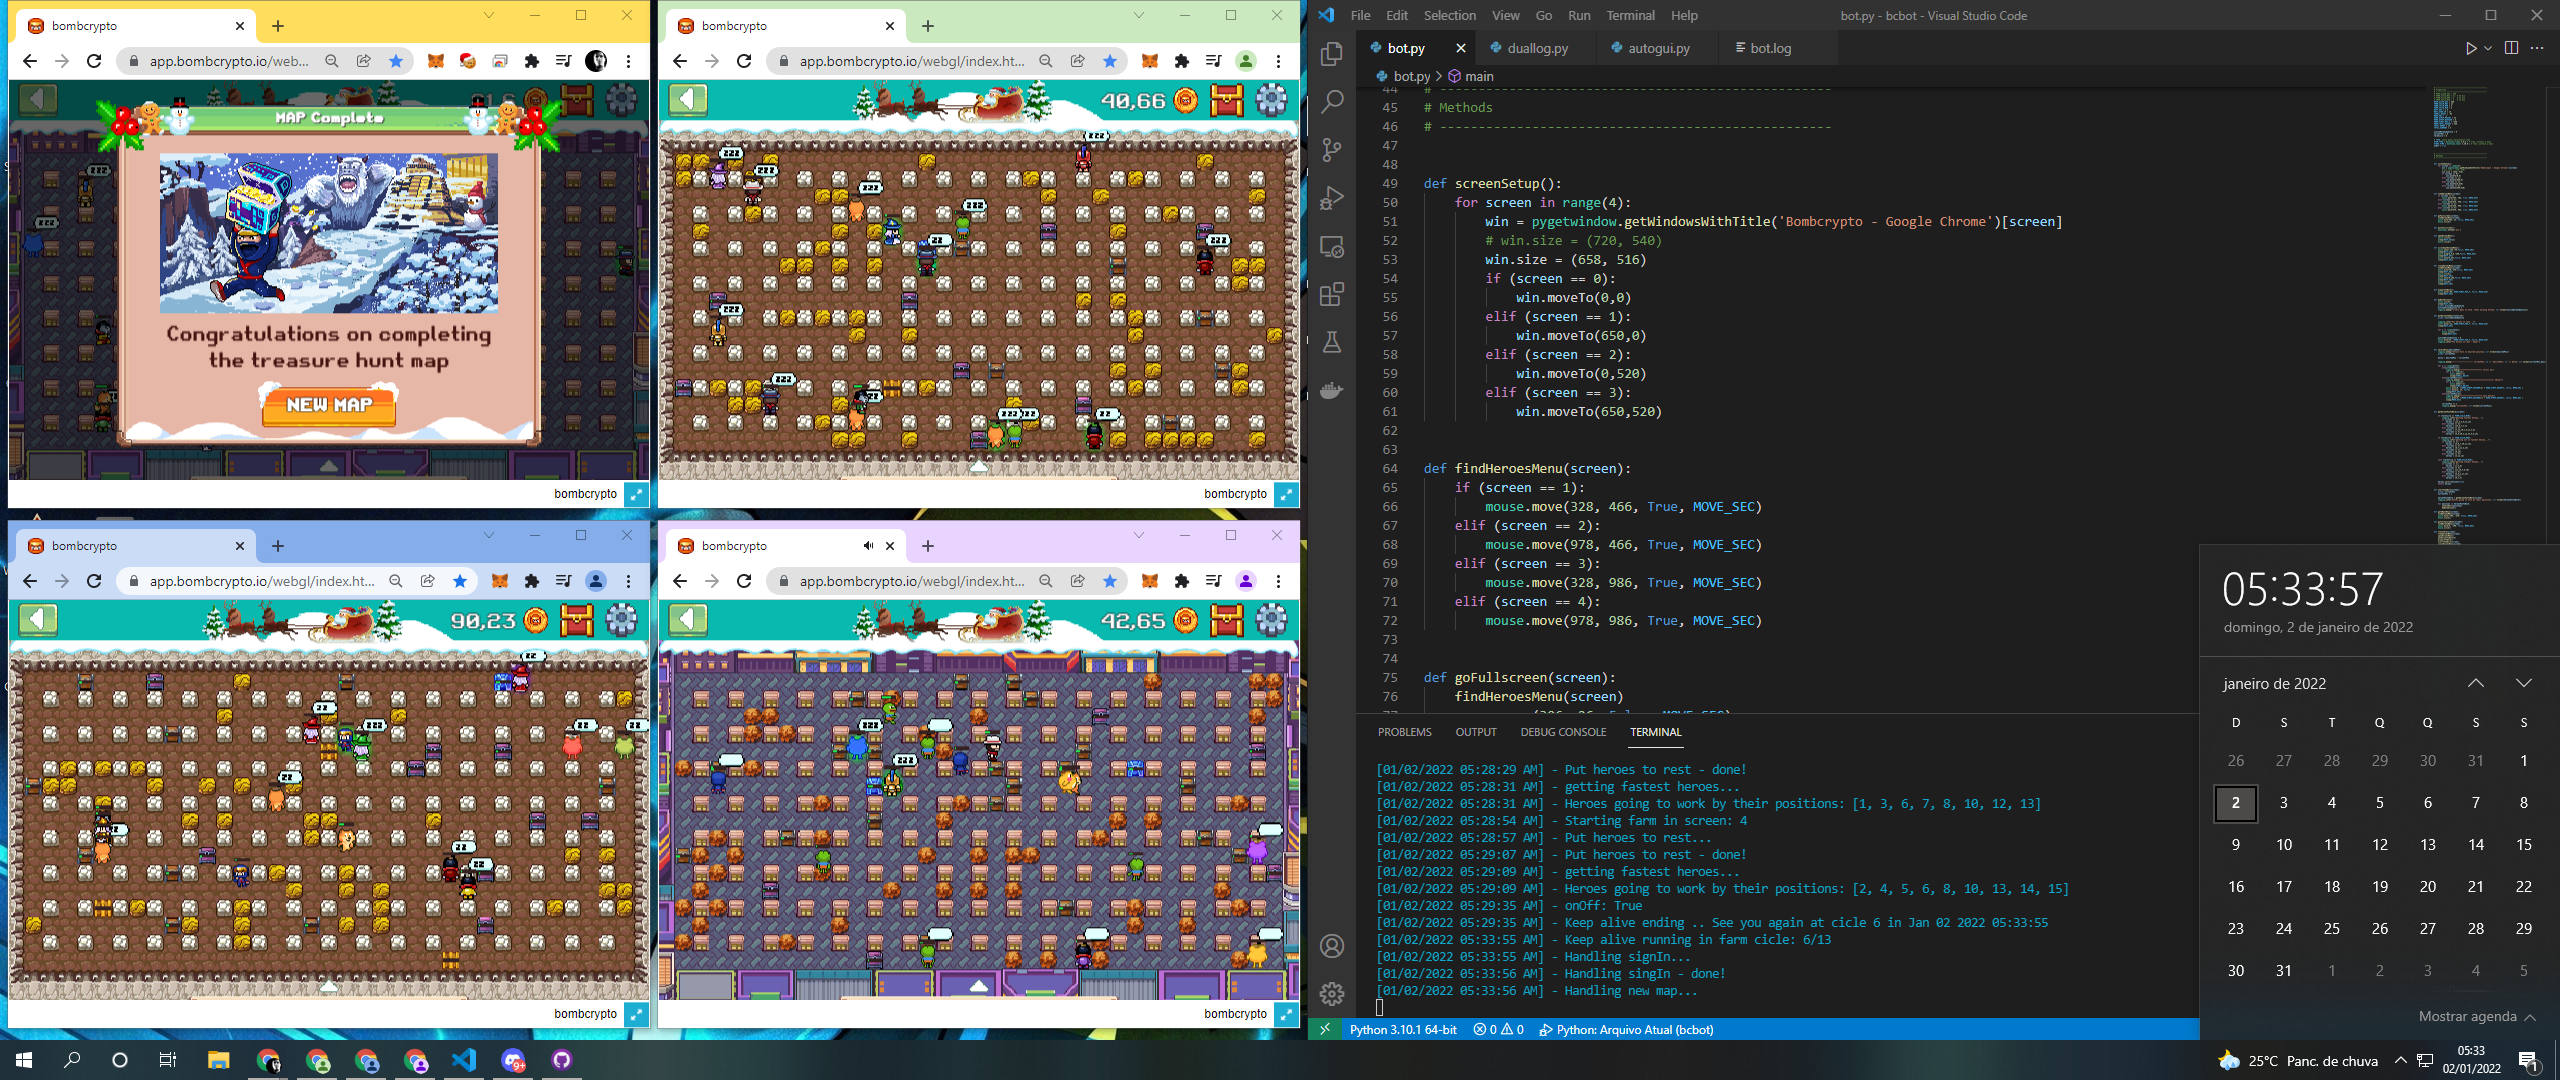 bombcrypto
app.bombcrypto.io/web...
MAP Complete
Congratulations on completing
the treasure hunt map
NEW MAP
bombcrypto
bombcrypto
app.bombcrypto.io/webgl/index.ht...
40,66
bombcrypto
bombcrypto
app.bombcrypto.io/webgl/index.ht...
90,23
bombcrypto
bombcrypto
app.bombcrypto.io/webgl/index.ht...
42,65
bombcrypto
File Edit Selection View Go Run Terminal Help
bot.py - bcbot - Visual Studio Code
bot.py duallog.py autogui.py bot.log
bot.py > main
44 # ---------------------------------------------------
45 # Methods
46 # ---------------------------------------------------
47
48
49 def screenSetup():
50 for screen in range(4):
51 win = pygetwindow.getWindowsWithTitle('Bombcrypto - Google Chrome')[screen]
52 # win.size = (720, 540)
53 win.size = (658, 516)
54 if (screen == 0):
55 win.moveTo(0,0)
56 elif (screen == 1):
57 win.moveTo(650,0)
58 elif (screen == 2):
59 win.moveTo(0,520)
60 elif (screen == 3):
61 win.moveTo(650,520)
62
63
64 def findHeroesMenu(screen):
65 if (screen == 1):
66 mouse.move(328, 466, True, MOVE_SEC)
67 elif (screen == 2):
68 mouse.move(978, 466, True, MOVE_SEC)
69 elif (screen == 3):
70 mouse.move(328, 986, True, MOVE_SEC)
71 elif (screen == 4):
72 mouse.move(978, 986, True, MOVE_SEC)
73
74
75 def goFullscreen(screen):
76 findHeroesMenu(screen)
PROBLEMS OUTPUT DEBUG CONSOLE TERMINAL
[01/02/2022 05:28:29 AM] - Put heroes to rest - done!
[01/02/2022 05:28:31 AM] - getting fastest heroes...
[01/02/2022 05:28:31 AM] - Heroes going to work by their positions: [1, 3, 6, 7, 8, 10, 12, 13]
[01/02/2022 05:28:54 AM] - Starting farm in screen: 4
[01/02/2022 05:28:57 AM] - Put heroes to rest...
[01/02/2022 05:29:07 AM] - Put heroes to rest - done!
[01/02/2022 05:29:09 AM] - getting fastest heroes...
[01/02/2022 05:29:09 AM] - Heroes going to work by their positions: [2, 4, 5, 6, 8, 10, 13, 14, 15]
[01/02/2022 05:29:35 AM] - onOff: True
[01/02/2022 05:29:35 AM] - Keep alive ending .. See you again at cicle 6 in Jan 02 2022 05:33:55
[01/02/2022 05:33:55 AM] - Keep alive running in farm cicle: 6/13
[01/02/2022 05:33:55 AM] - Handling signIn...
[01/02/2022 05:33:56 AM] - Handling singIn - done!
[01/02/2022 05:33:56 AM] - Handling new map...
Python 3.10.1 64-bit 0 0 Python: Arquivo Atual (bcbot)
05:33:57
domingo, 2 de janeiro de 2022
janeiro de 2022
D S T Q Q S S
26 27 28 29 30 31 1
2 3 4 5 6 7 8
9 10 11 12 13 14 15
16 17 18 19 20 21 22
23 24 25 26 27 28 29
30 31 1 2 3 4 5
Mostrar agenda
9+
25°C Panc. de chuva
05:33
02/01/2022
1